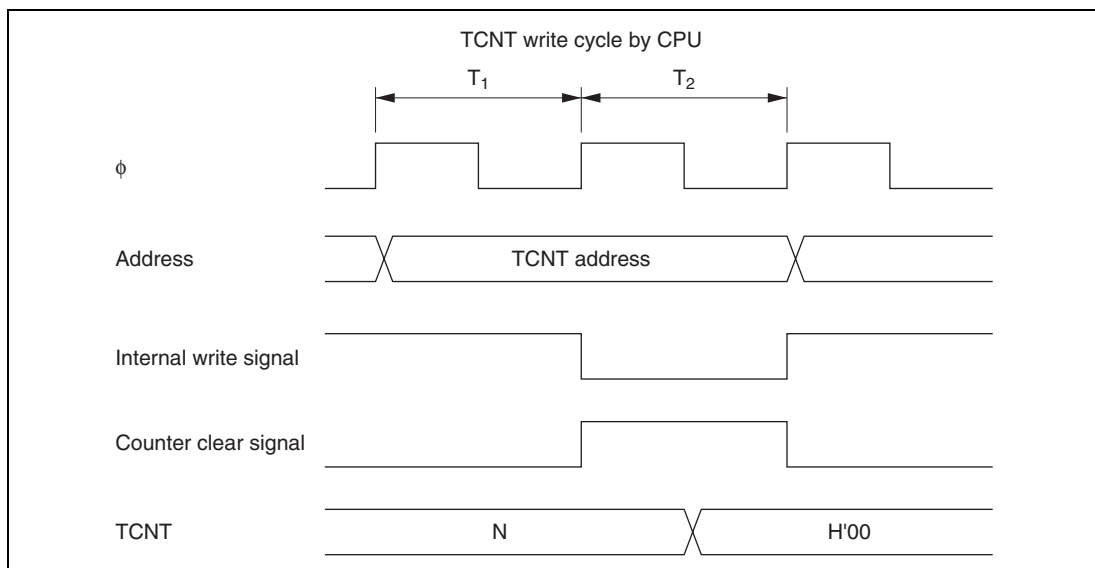 TCNT write cycle by CPU
T1 T2
ϕ
Address TCNT address
Internal write signal
Counter clear signal
TCNT N H'00